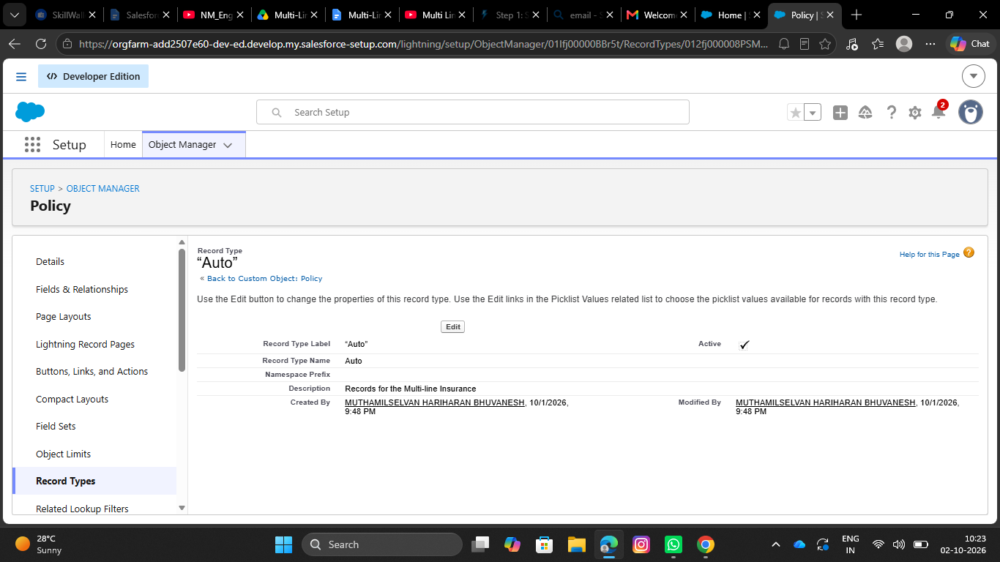 SkillWall
Salesfor
NM_Eng
Multi-Lir
Multi-Lir
Multi Lir
Step 1: S
email - S
Welcom
Home | S
Policy | S
https://orgfarm-add2507e60-dev-ed.develop.my.salesforce-setup.com/lightning/setup/ObjectManager/01Ifj00000BBr5t/RecordTypes/012fj000008PSM...
Chat
</> Developer Edition
Search Setup
2
Setup
Home
Object Manager
SETUP > OBJECT MANAGER
Policy
Details
Fields & Relationships
Page Layouts
Lightning Record Pages
Buttons, Links, and Actions
Compact Layouts
Field Sets
Object Limits
Record Types
Related Lookup Filters
Record Type
“Auto”
Help for this Page ?
« Back to Custom Object: Policy
Use the Edit button to change the properties of this record type. Use the Edit links in the Picklist Values related list to choose the picklist values available for records with this record type.
Edit
Record Type Label “Auto” Active ✓
Record Type Name Auto
Namespace Prefix
Description Records for the Multi-line Insurance
Created By MUTHAMILSELVAN HARIHARAN BHUVANESH, 10/1/2026, 9:48 PM
Modified By MUTHAMILSELVAN HARIHARAN BHUVANESH, 10/1/2026, 9:48 PM
28°C
Sunny
Search
ENG
IN
10:23
02-10-2026